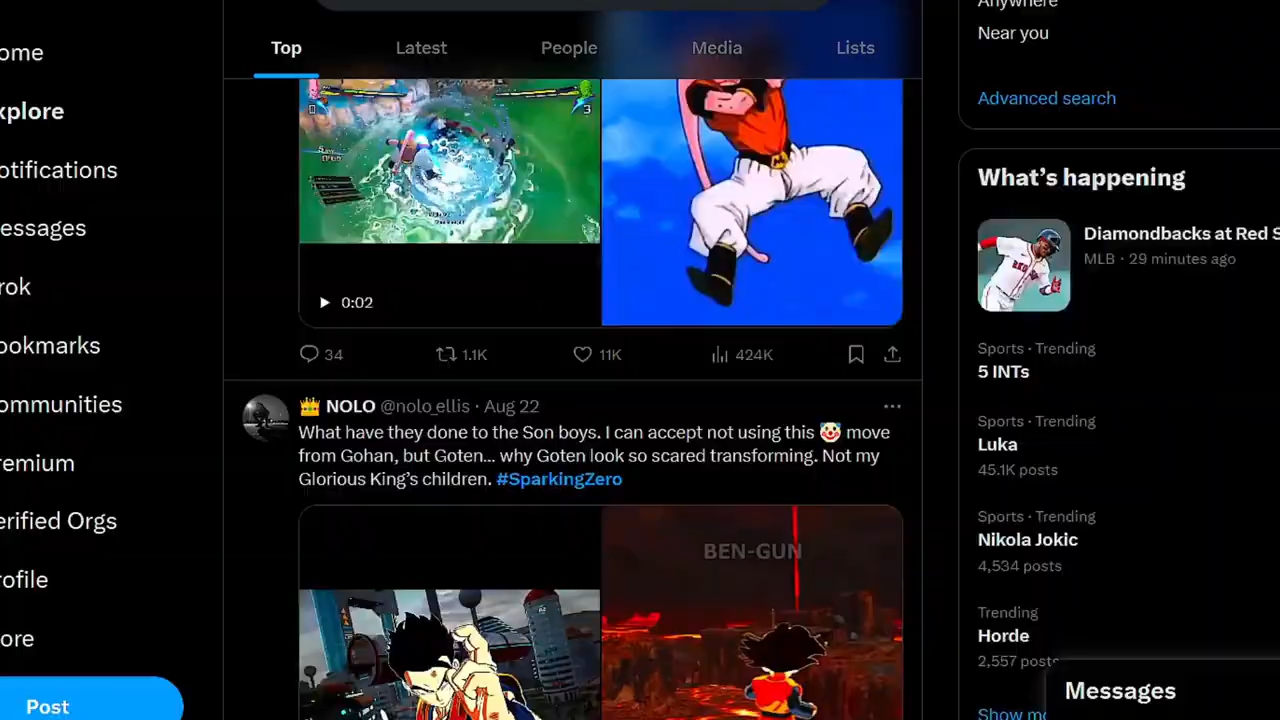 ome
xplore
otifications
essages
rok
ookmarks
ommunities
remium
erified Orgs
rofile
ore
Post
Top
Latest
People
Media
Lists
0
3
0:02
34
1.1K
11K
424K
NOLO @nolo_ellis · Aug 22
What have they done to the Son boys. I can accept not using this 🤡 move
from Gohan, but Goten... why Goten look so scared transforming. Not my
Glorious King's children. #SparkingZero
BEN-GUN
Anywhere
Near you
Advanced search
What's happening
Diamondbacks at Red S
MLB · 29 minutes ago
Sports · Trending
5 INTs
Sports · Trending
Luka
45.1K posts
Sports · Trending
Nikola Jokic
4,534 posts
Trending
Horde
2,557 posts
Show mo
Messages